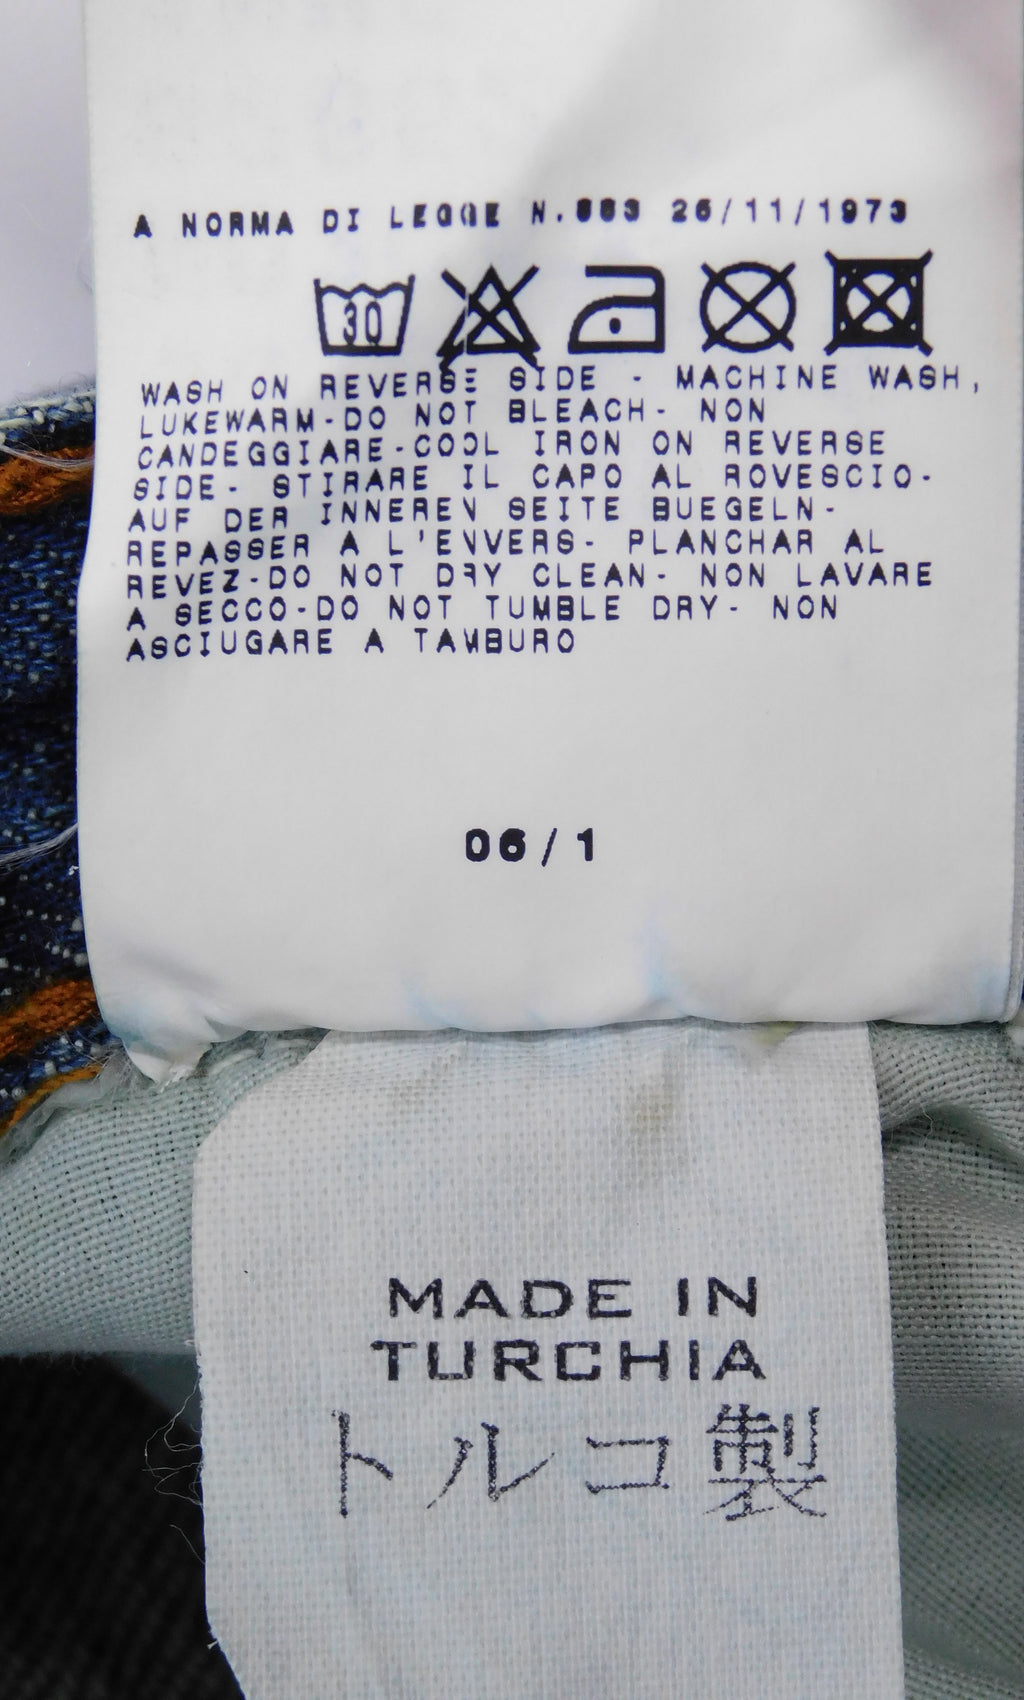 A NORMA DI LEGGE N.883 26/11/1973
30
WASH ON REVERSE SIDE - MACHINE WASH,
LUKEWARM-DO NOT BLEACH- NON
CANDEGGIARE-COOL IRON ON REVERSE
SIDE- STIRARE IL CAPO AL ROVESCIO-
AUF DER INNEREN SEITE BUEGELN-
REPASSER A L'ENVERS- PLANCHAR AL
REVEZ-DO NOT DRY CLEAN- NON LAVARE
A SECCO-DO NOT TUMBLE DRY- NON
ASCIUGARE A TAMBURO
06/1
MADE IN
TURCHIA
トルコ製